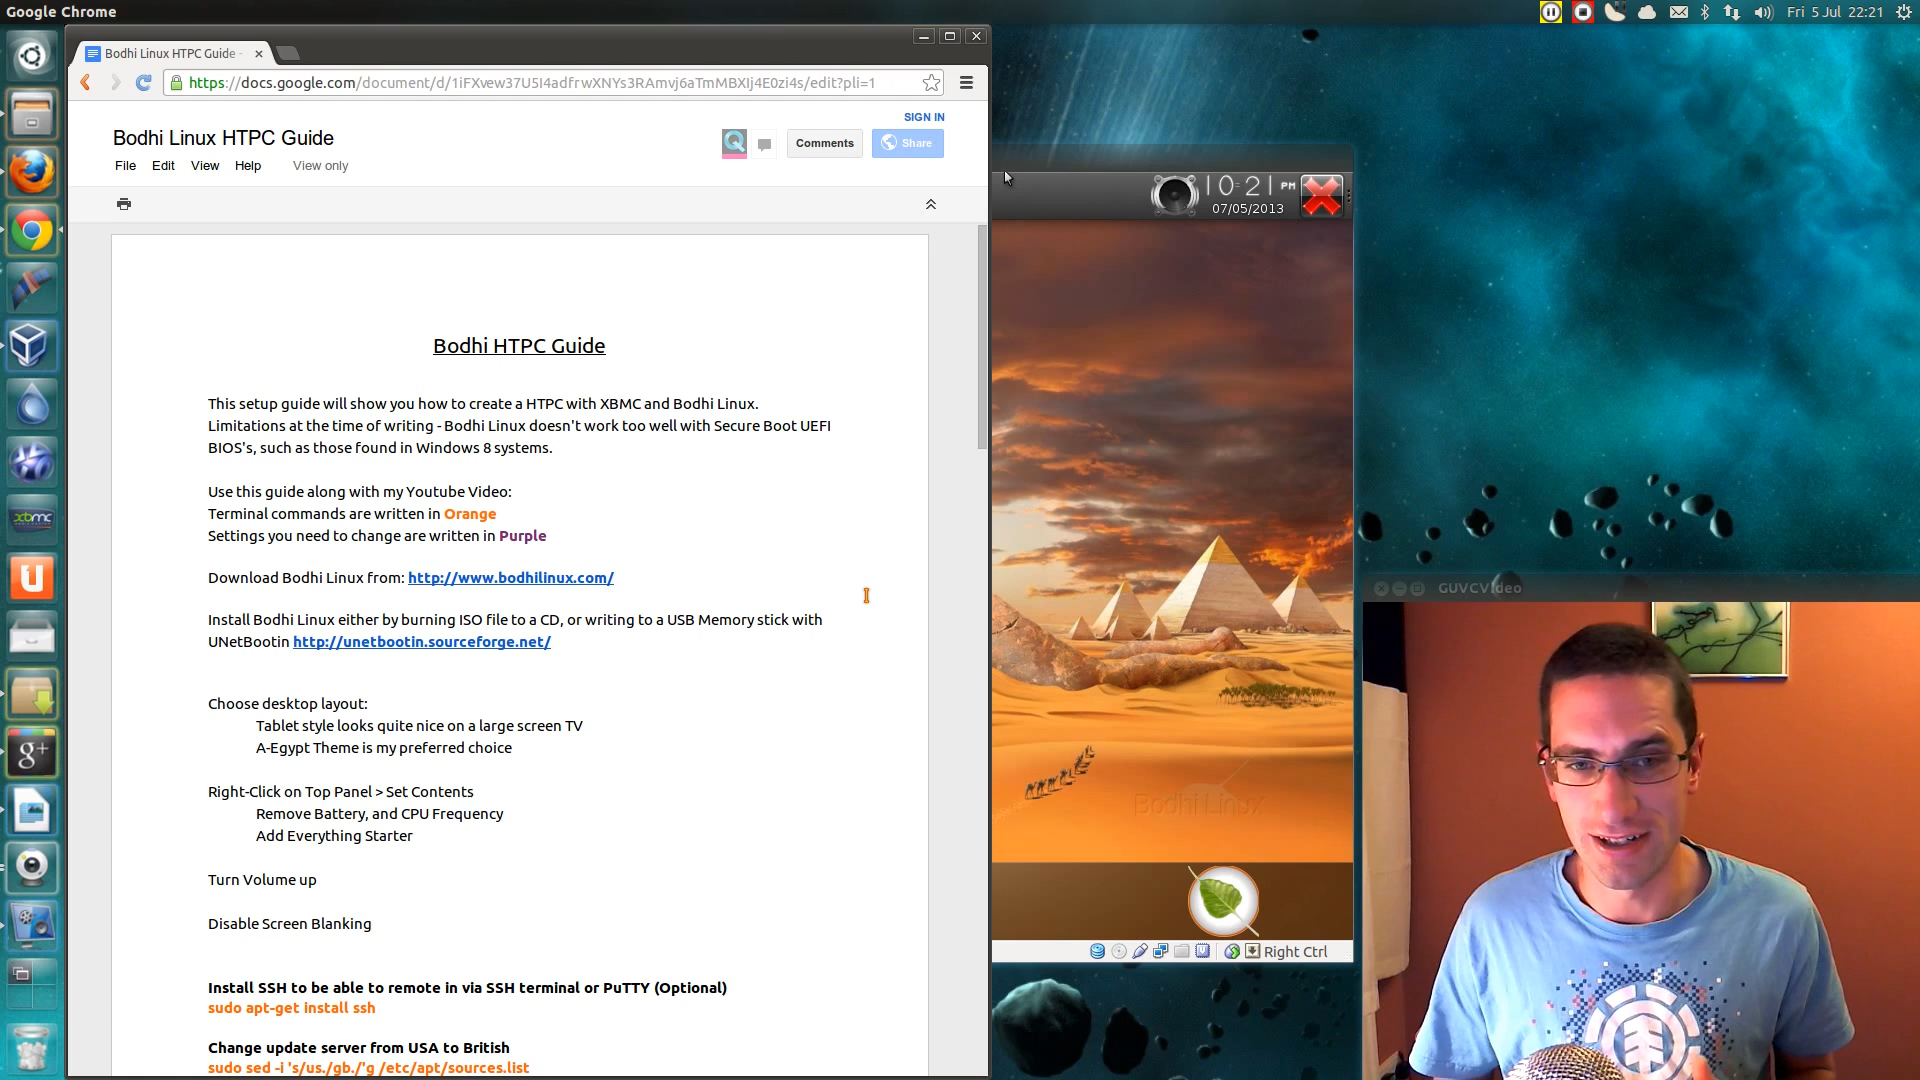 Google Chrome
Fri 5 Jul 22:21
Bodhi Linux HTPC Guide -
https://docs.google.com/document/d/1iFXvew37U5I4adfrwXNYs3RAmvj6aTmMBXIj4E0zi4s/edit?pli=1
SIGN IN
Bodhi Linux HTPC Guide
Comments
Share
File Edit View Help View only
10:21 PM
07/05/2013
Bodhi HTPC Guide
This setup guide will show you how to create a HTPC with XBMC and Bodhi Linux.
Limitations at the time of writing - Bodhi Linux doesn't work too well with Secure Boot UEFI
BIOS's, such as those found in Windows 8 systems.
Use this guide along with my Youtube Video:
Terminal commands are written in Orange
Settings you need to change are written in Purple
Download Bodhi Linux from: http://www.bodhilinux.com/
Install Bodhi Linux either by burning ISO file to a CD, or writing to a USB Memory stick with
UNetBootin http://unetbootin.sourceforge.net/
Choose desktop layout:
Tablet style looks quite nice on a large screen TV
A-Egypt Theme is my preferred choice
Right-Click on Top Panel > Set Contents
Remove Battery, and CPU Frequency
Add Everything Starter
Turn Volume up
Disable Screen Blanking
Install SSH to be able to remote in via SSH terminal or PuTTY (Optional)
sudo apt-get install ssh
Change update server from USA to British
sudo sed -i 's/us./gb./'g /etc/apt/sources.list
xbmc
g+
Bodhi Linux
Right Ctrl
GUVCVideo